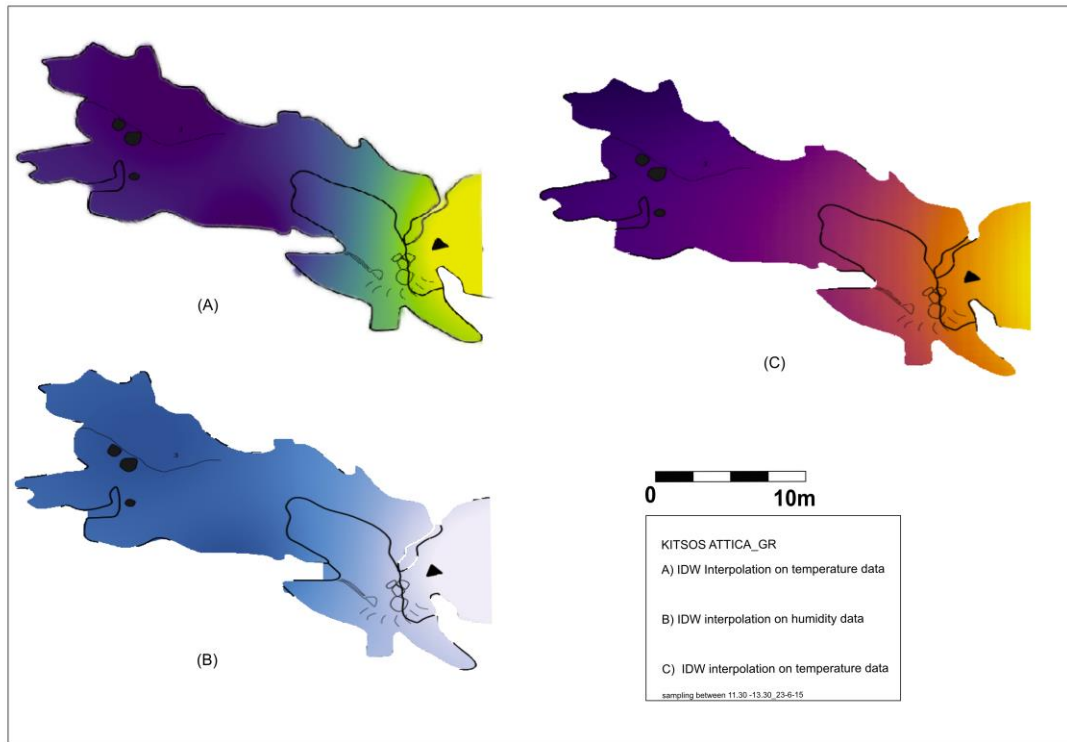 (A)
(C)
(B)
0 10m
KITSOS ATTICA_GR
A) IDW Interpolation on temperature data
B) IDW interpolation on humidity data
C) IDW interpolation on temperature data
sampling between 11.30 -13.30_23-6-15